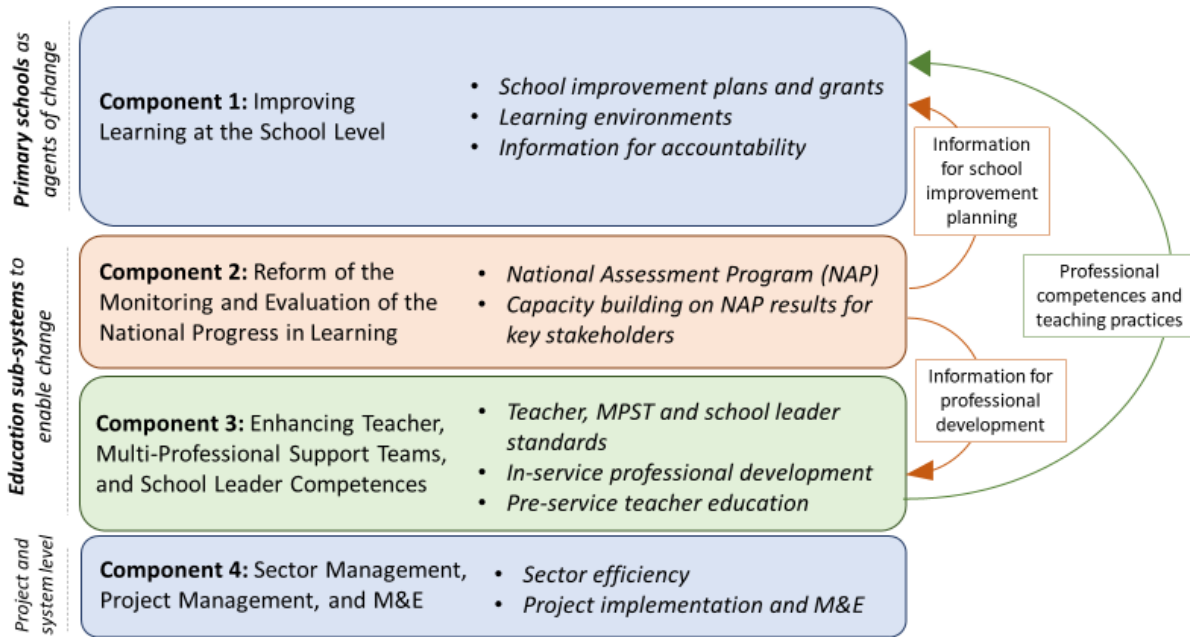 Primary schools as
agents of change
Component 1: Improving
Learning at the School Level
• School improvement plans and grants
• Learning environments
• Information for accountability
Information
for school
improvement
planning
Education sub-systems to
enable change
Component 2: Reform of the
Monitoring and Evaluation of the
National Progress in Learning
• National Assessment Program (NAP)
• Capacity building on NAP results for
key stakeholders
Professional
competences and
teaching practices
Information for
professional
development
Component 3: Enhancing Teacher,
Multi-Professional Support Teams,
and School Leader Competences
• Teacher, MPST and school leader
standards
• In-service professional development
• Pre-service teacher education
Project and
system level
Component 4: Sector Management,
Project Management, and M&E
• Sector efficiency
• Project implementation and M&E